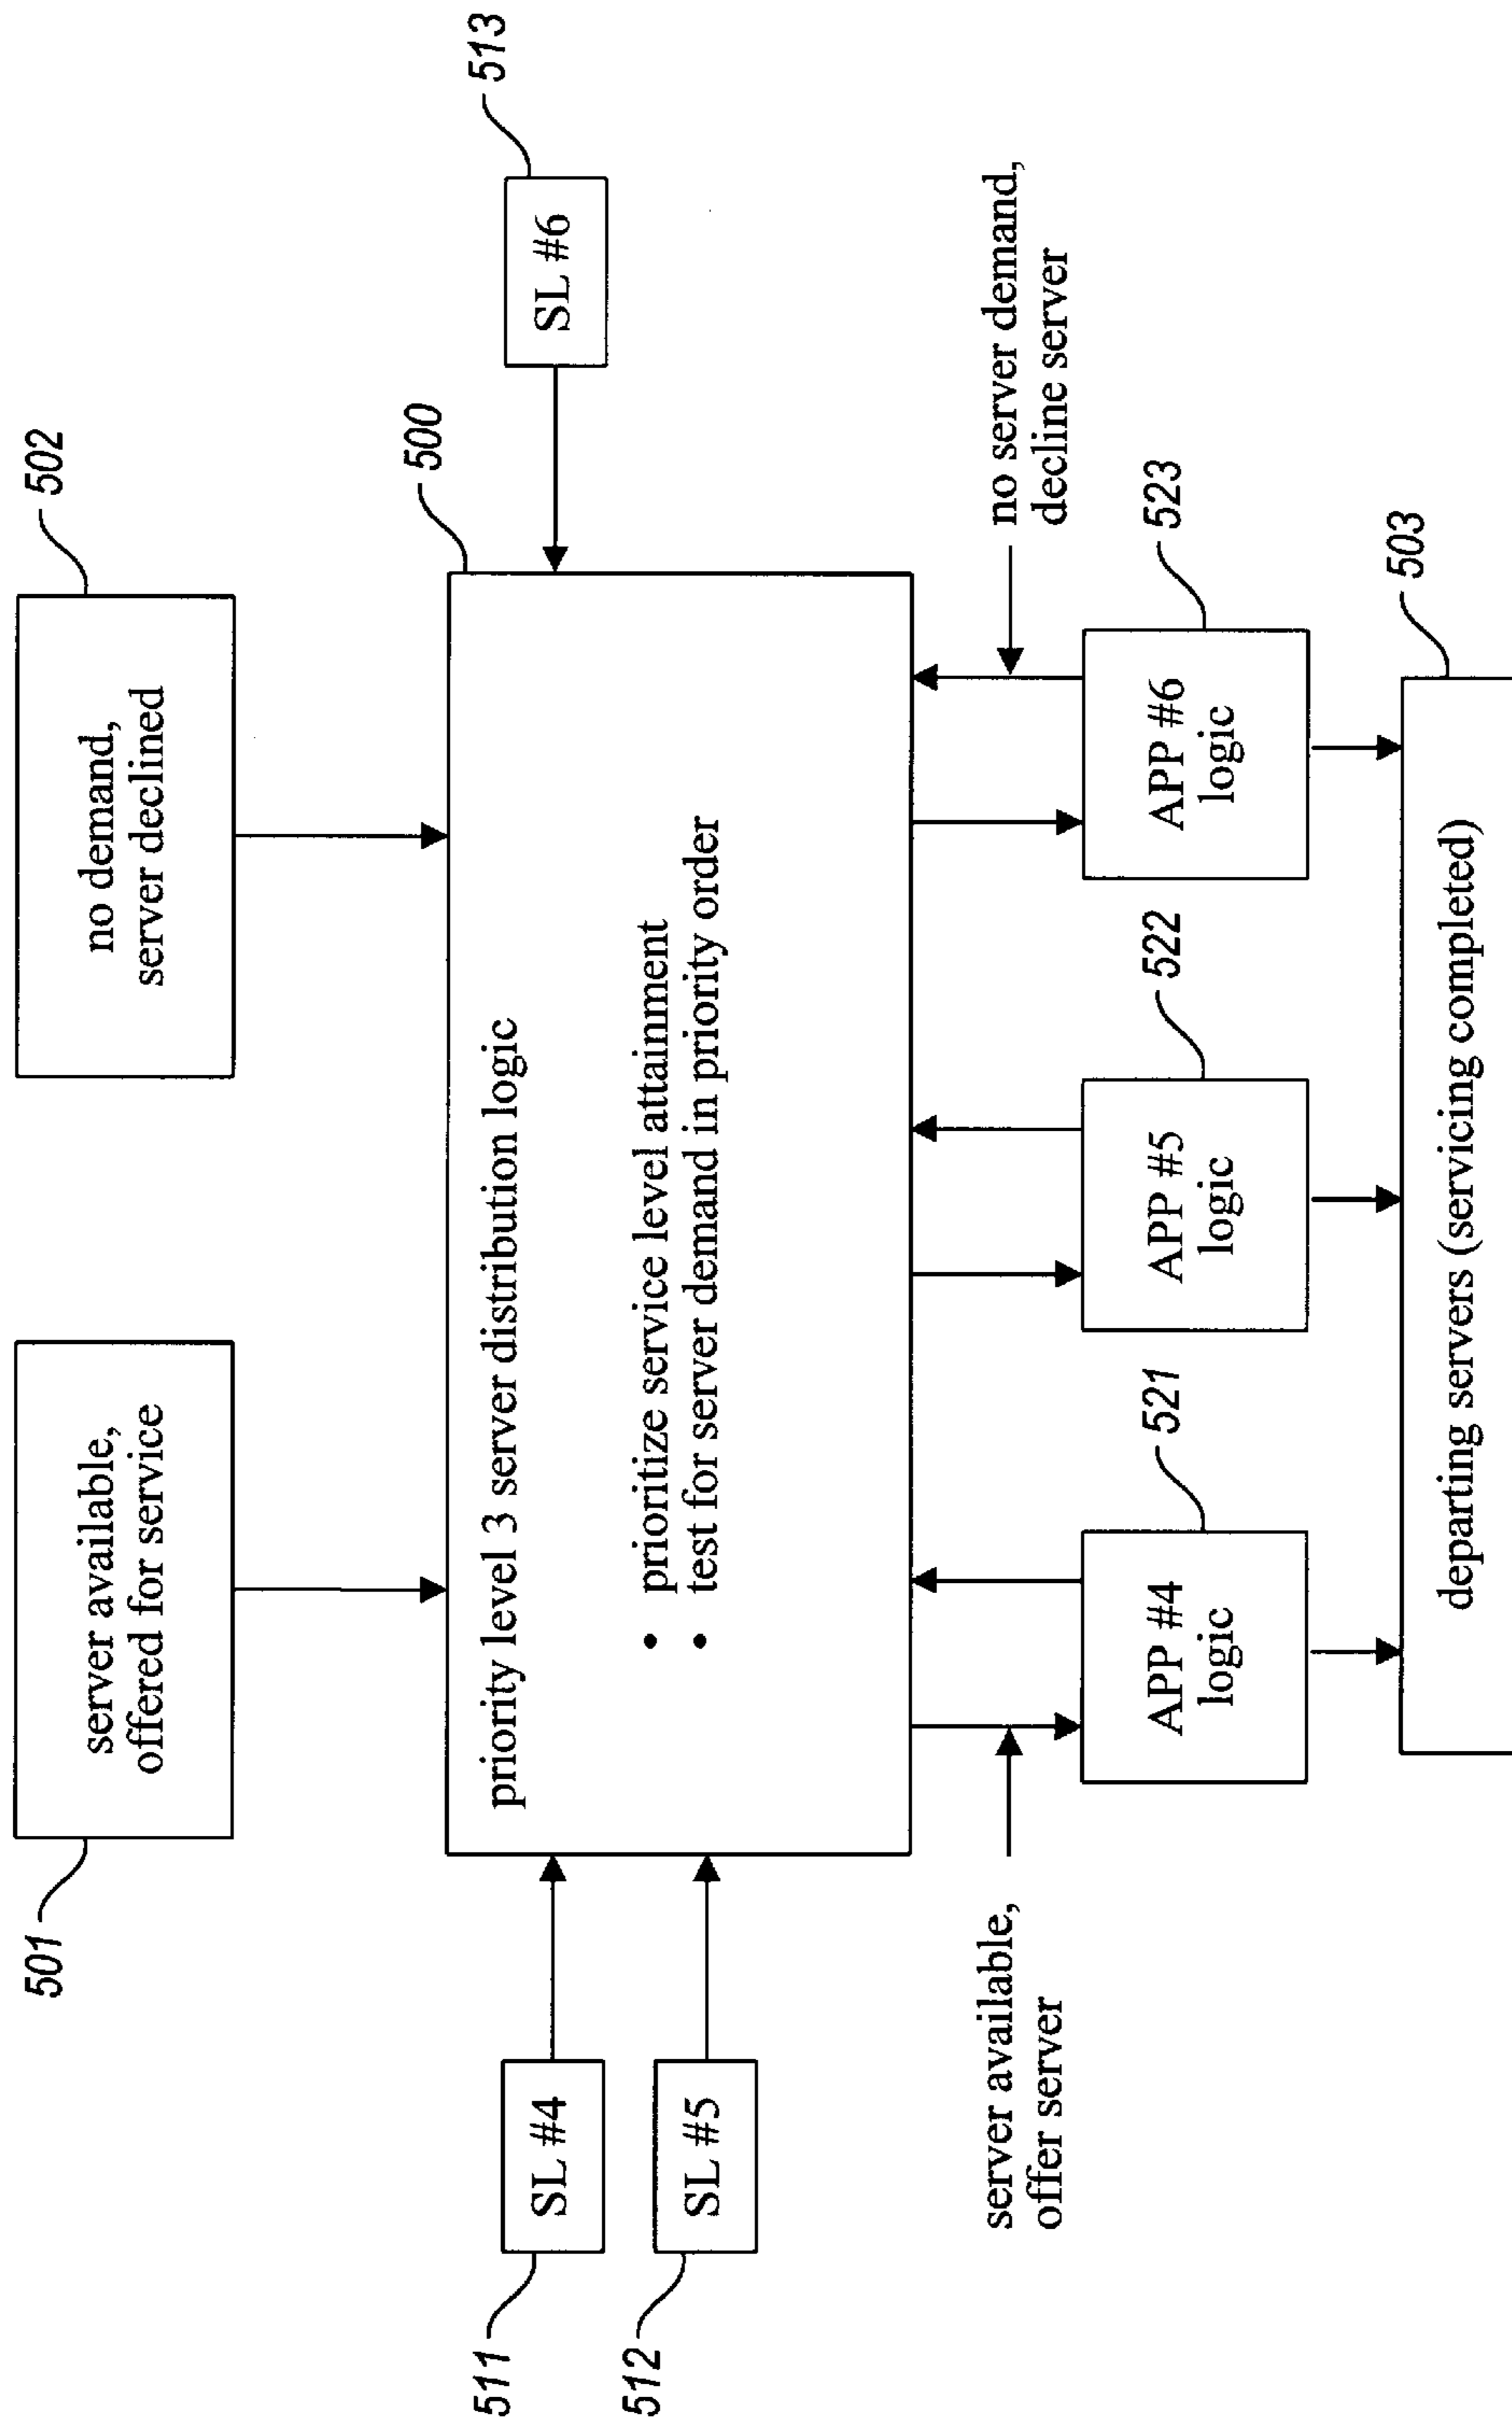 501
server available,
offered for service
no demand,
server declined
502
500
priority level 3 server distribution logic
• prioritize service level attainment
• test for server demand in priority order
511
SL #4
512
SL #5
SL #6
513
server available,
offer server
no server demand,
decline server
APP #4
logic
521
APP #5
logic
522
APP #6
logic
523
departing servers (servicing completed)
503